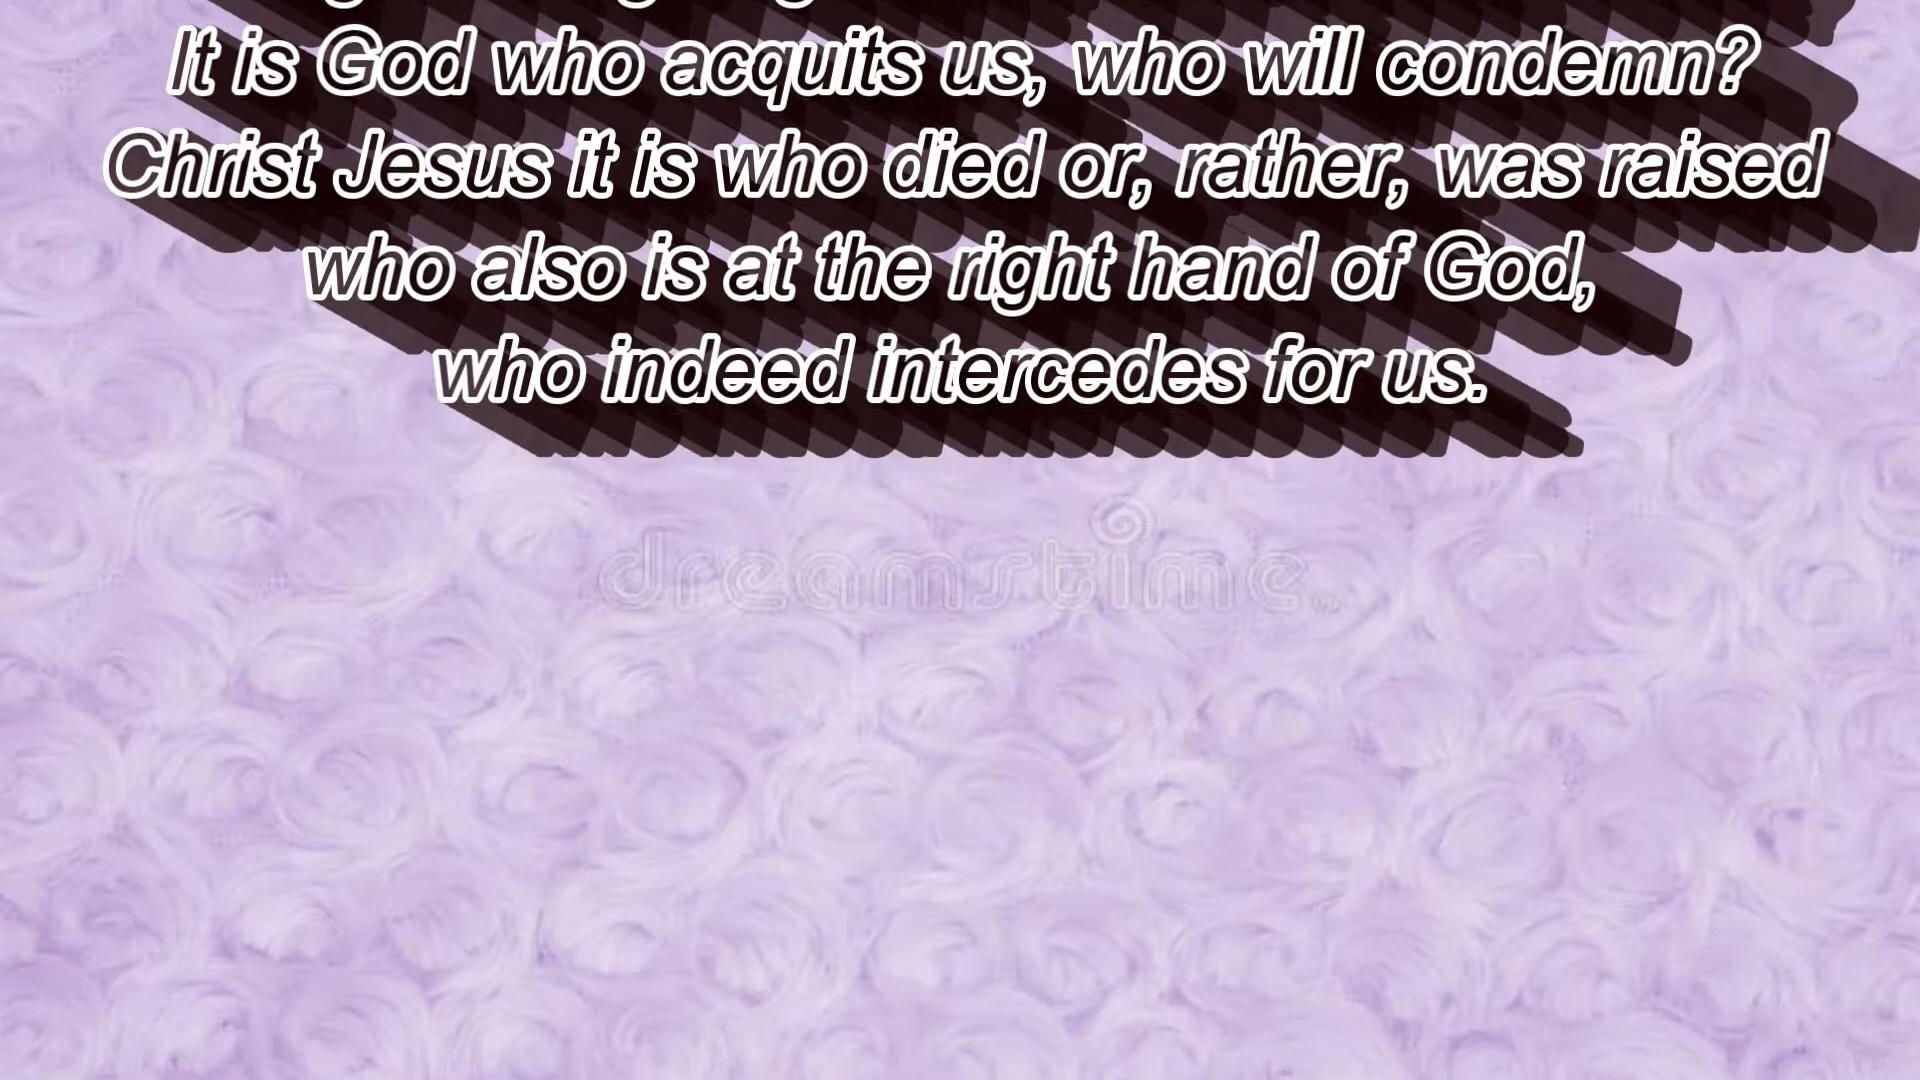 It is God who acquits us, who will condemn?
Christ Jesus it is who died or, rather, was raised
who also is at the right hand of God,
who indeed intercedes for us.
dreamstime